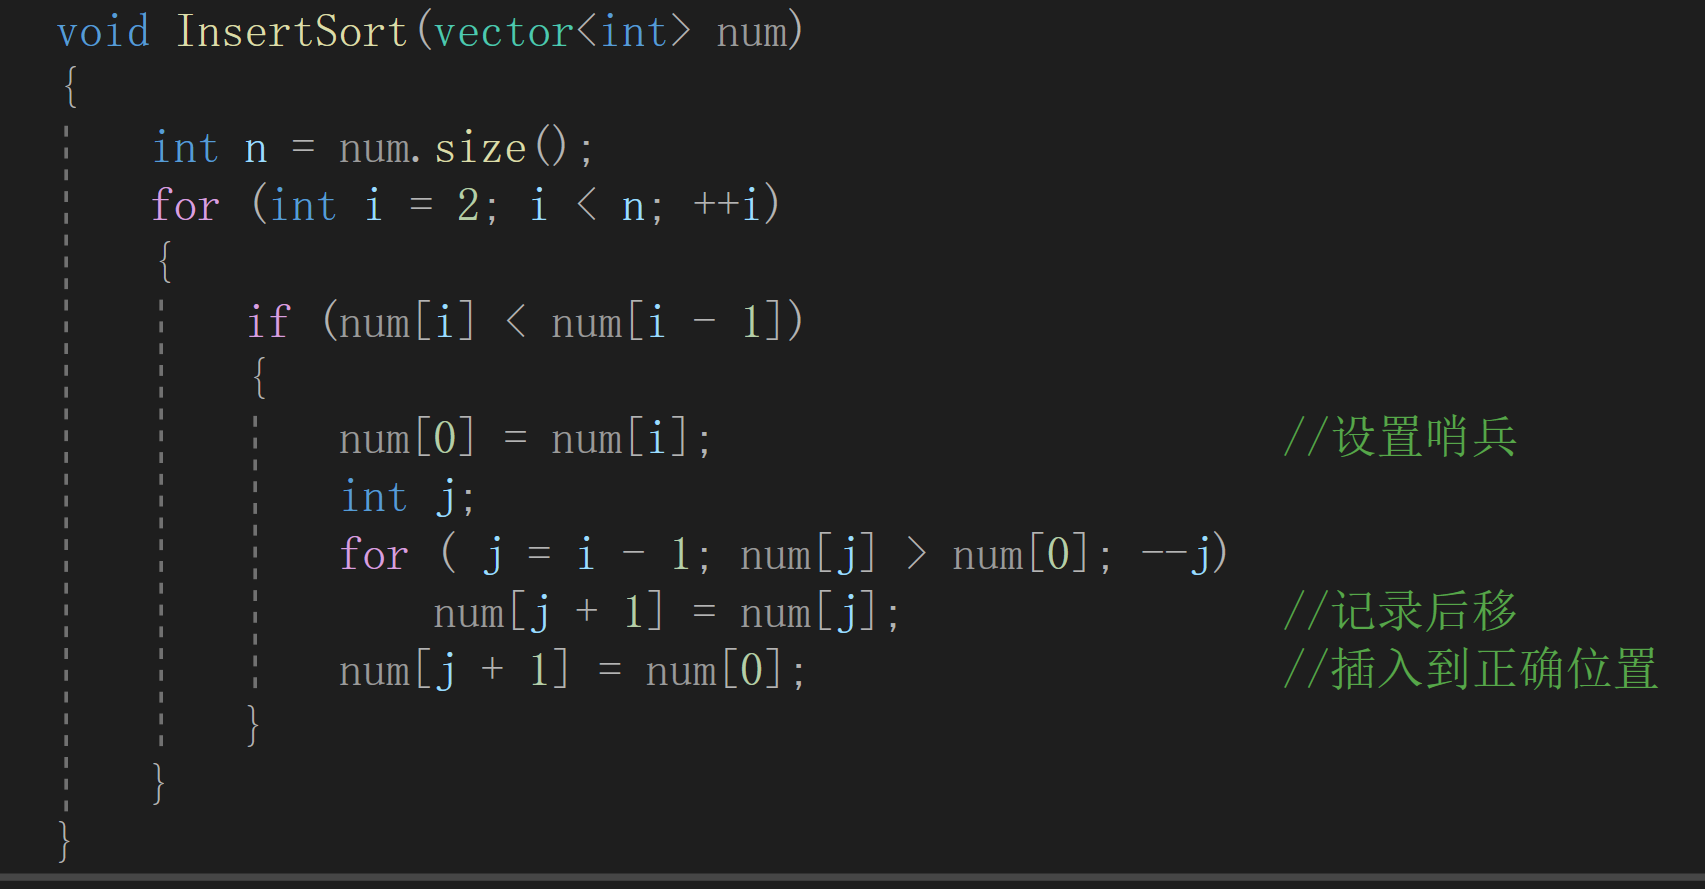 void InsertSort(vector<int> num)
{
    int n = num.size();
    for (int i = 2; i < n; ++i)
    {
        if (num[i] < num[i - 1])
        {
            num[0] = num[i];                        //设置哨兵
            int j;
            for ( j = i - 1; num[j] > num[0]; --j)
                num[j + 1] = num[j];                //记录后移
            num[j + 1] = num[0];                    //插入到正确位置
        }
    }
}